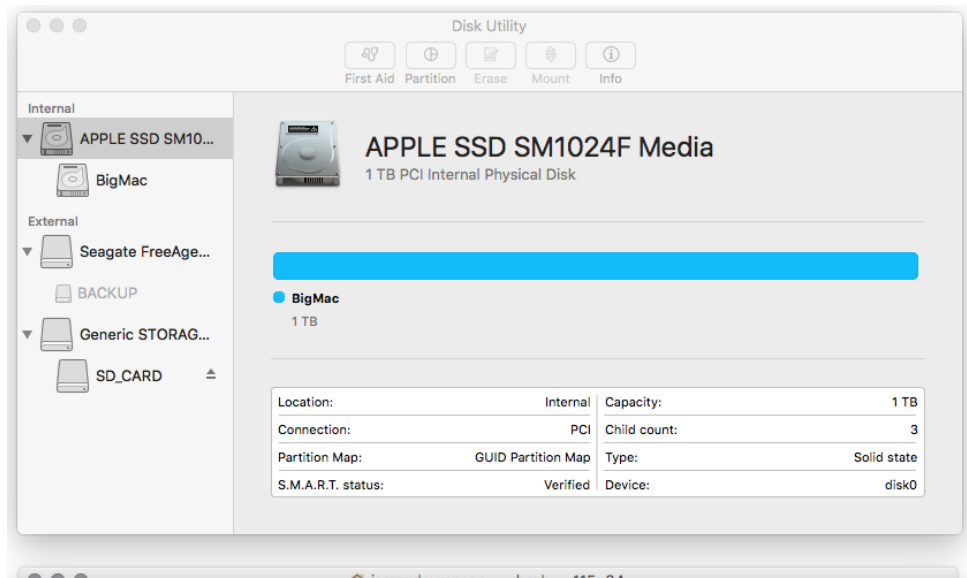 Disk Utility
First Aid Partition Erase Mount Info
Internal
APPLE SSD SM10...
BigMac
External
Seagate FreeAge...
BACKUP
Generic STORAG...
SD_CARD
APPLE SSD SM1024F Media
1 TB PCI Internal Physical Disk
BigMac
1 TB
Location: Internal Capacity: 1 TB
Connection: PCI Child count: 3
Partition Map: GUID Partition Map Type: Solid state
S.M.A.R.T. status: Verified Device: disk0